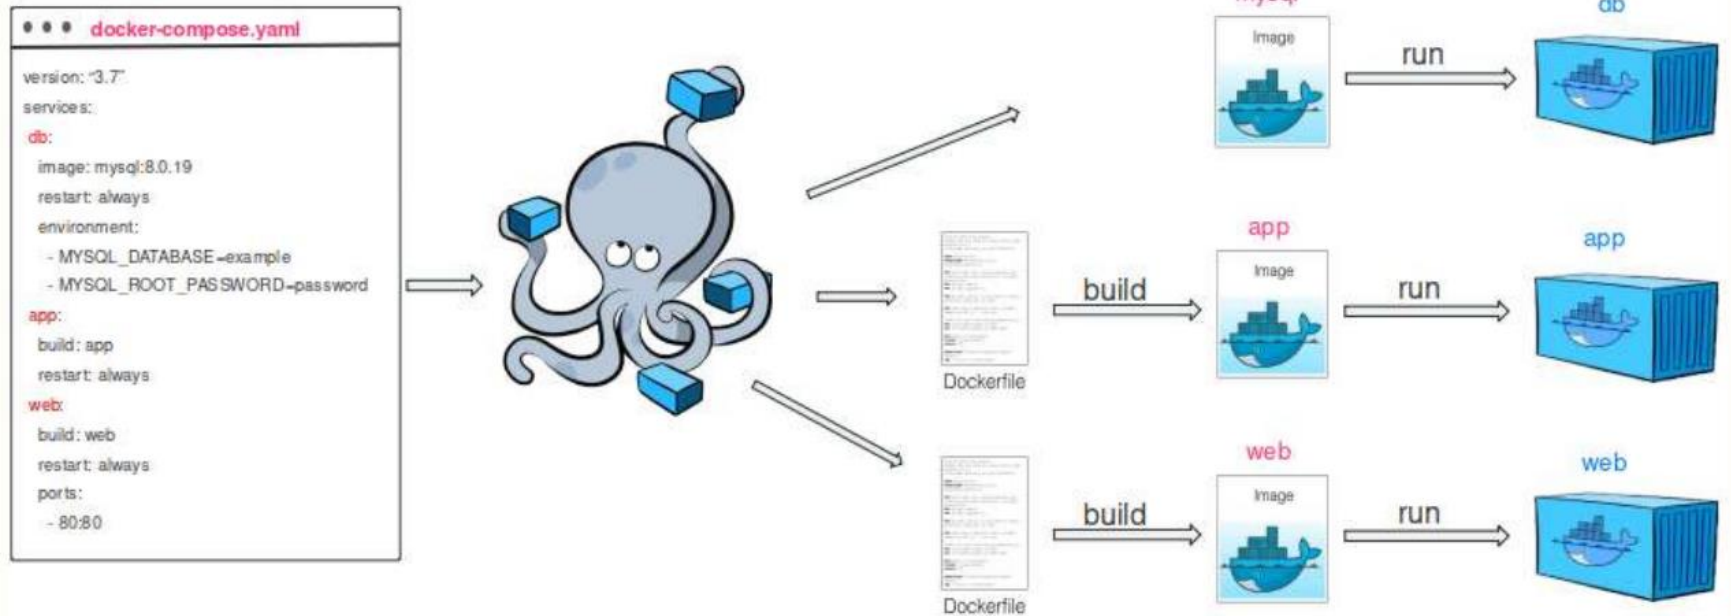 docker-compose.yaml
version: "3.7"
services:
db:
image: mysql:8.0.19
restart: always
environment:
- MYSQL_DATABASE=example
- MYSQL_ROOT_PASSWORD=password
app:
build: app
restart: always
web:
build: web
restart: always
ports:
- 80:80
mysql
Image
run
db
Dockerfile
build
app
Image
run
app
Dockerfile
build
web
Image
run
web